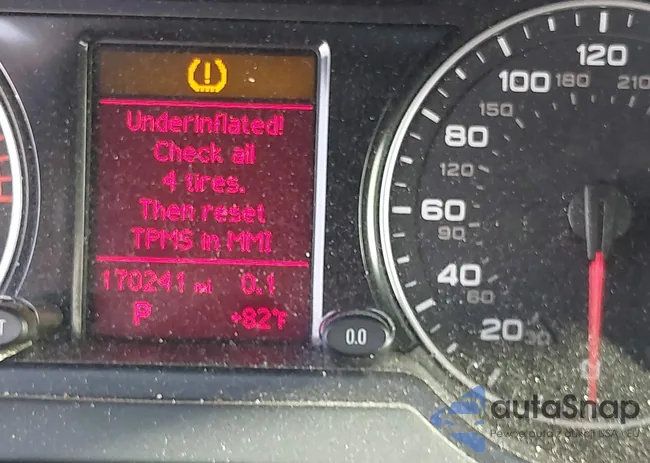 Underinflated!
Check all
4 tires.
Then reset
TPMS in MMI
170241 mi 0.1
P +82°F
0.0
120
100 180 210
150
80
120
60
90
40
60
20
30
0
T
autoSnap